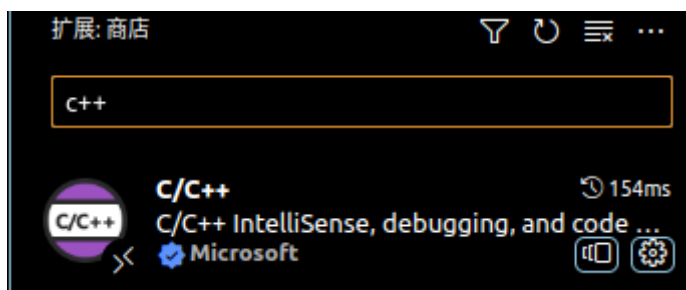 扩展: 商店
c++
C/C++ 154ms
C/C++ C/C++ IntelliSense, debugging, and code ...
Microsoft